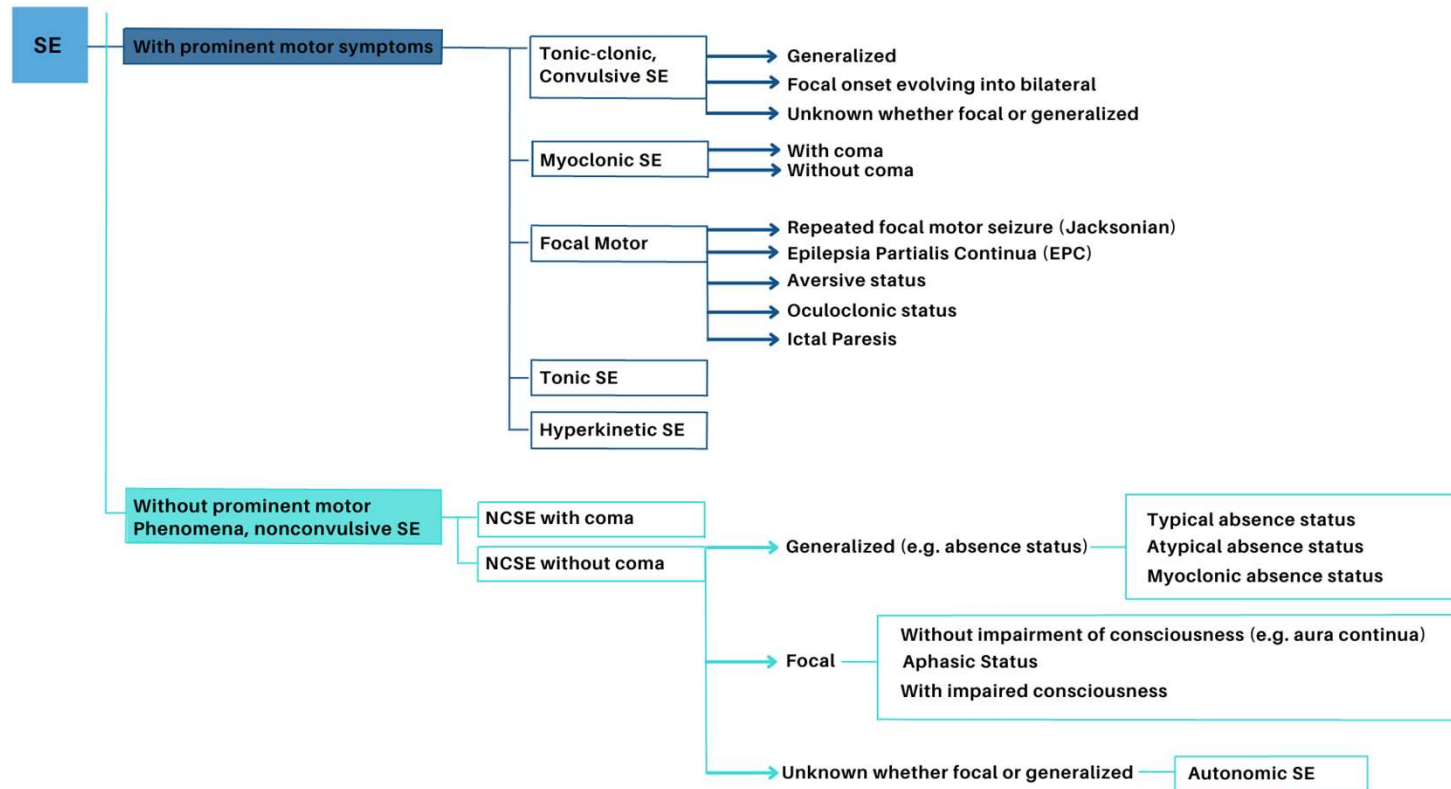 SE
With prominent motor symptoms
Tonic-clonic,
Convulsive SE
Generalized
Focal onset evolving into bilateral
Unknown whether focal or generalized
Myoclonic SE
With coma
Without coma
Focal Motor
Repeated focal motor seizure (Jacksonian)
Epilepsia Partialis Continua (EPC)
Aversive status
Oculoclonic status
Ictal Paresis
Tonic SE
Hyperkinetic SE
Without prominent motor
Phenomena, nonconvulsive SE
NCSE with coma
NCSE without coma
Generalized (e.g. absence status)
Typical absence status
Atypical absence status
Myoclonic absence status
Focal
Without impairment of consciousness (e.g. aura continua)
Aphasic Status
With impaired consciousness
Unknown whether focal or generalized
Autonomic SE